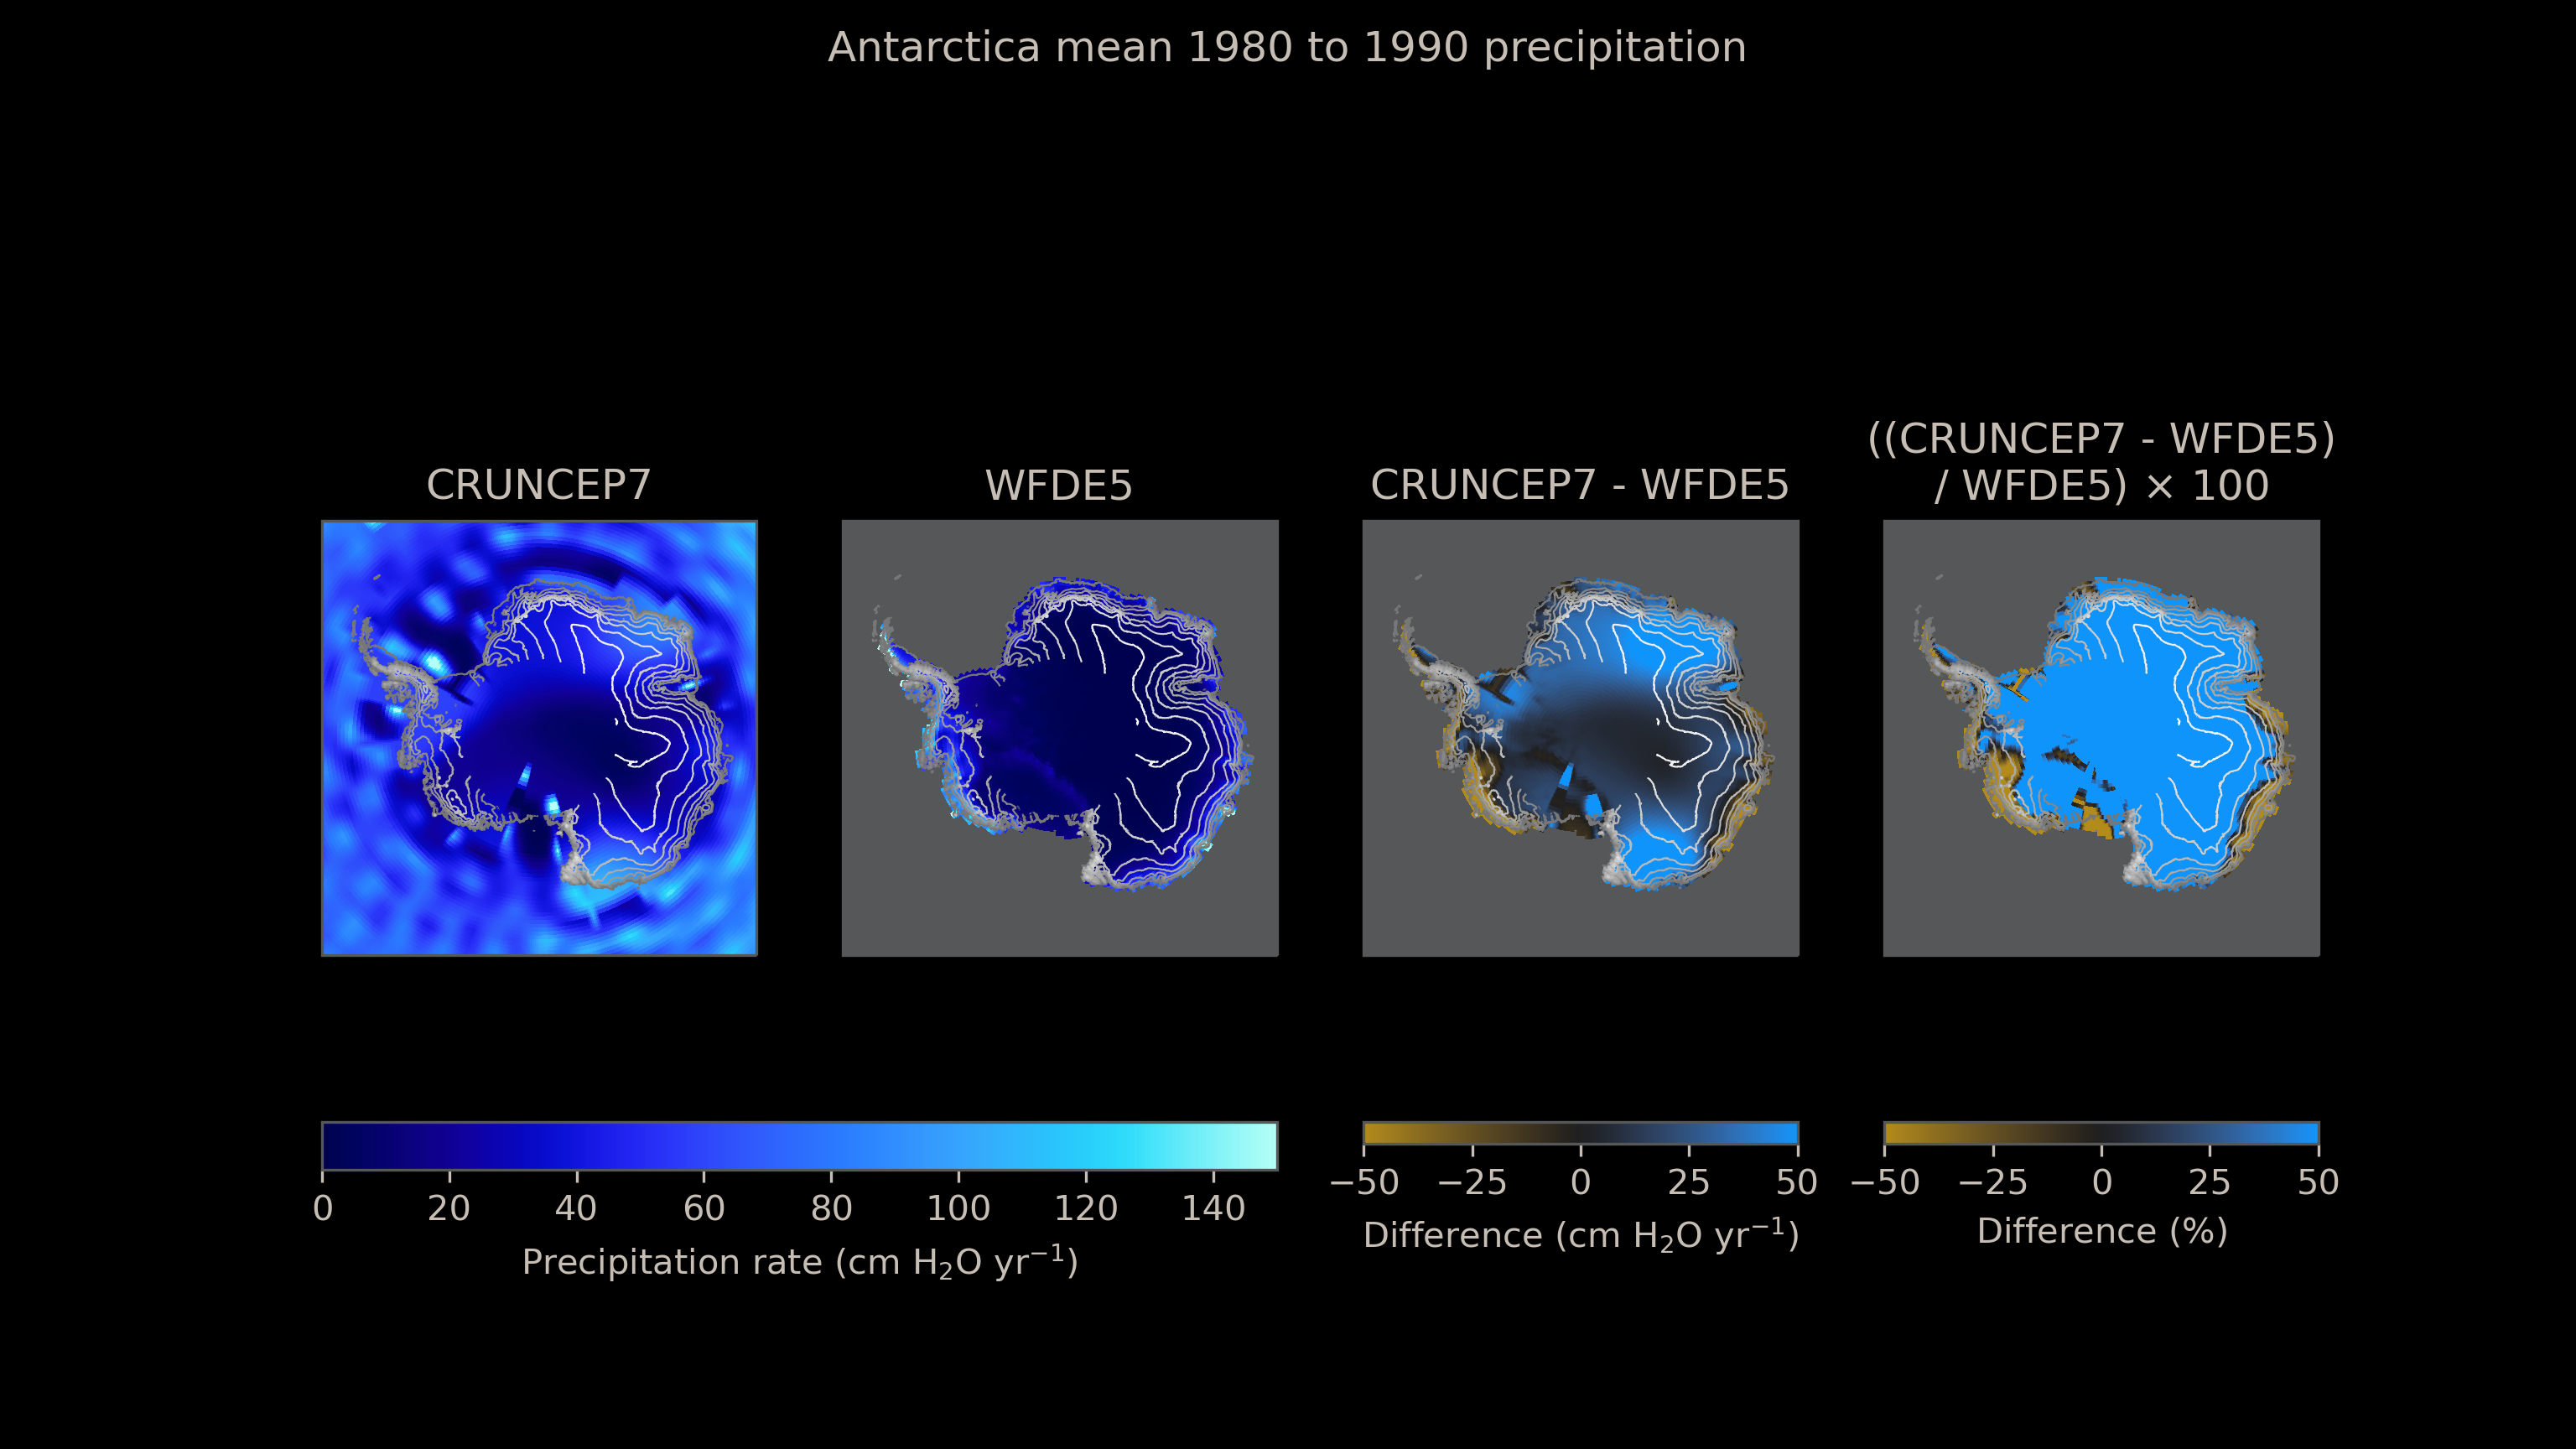 Antarctica mean 1980 to 1990 precipitation
CRUNCEP7
WFDE5
CRUNCEP7 - WFDE5
((CRUNCEP7 - WFDE5)
/ WFDE5) × 100
0 20 40 60 80 100 120 140
Precipitation rate (cm H₂O yr⁻¹)
−50 −25 0 25 50
Difference (cm H₂O yr⁻¹)
−50 −25 0 25 50
Difference (%)